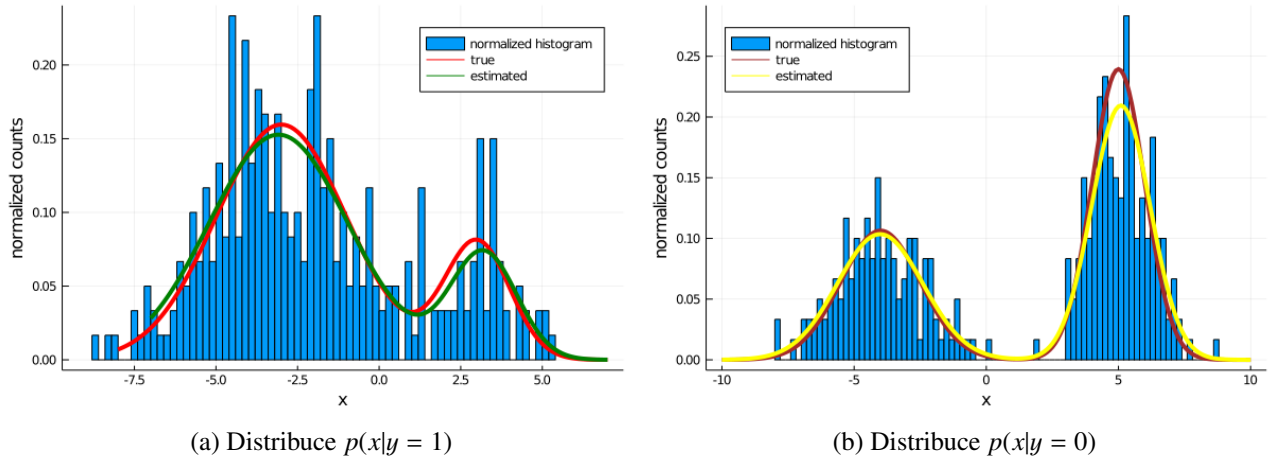 normalized counts
0.20
0.15
0.10
0.05
0.00
normalized histogram
true
estimated
-7.5 -5.0 -2.5 0.0 2.5 5.0
x
(a) Distribuce p(x|y = 1)
normalized counts
0.25
0.20
0.15
0.10
0.05
0.00
normalized histogram
true
estimated
-10 -5 0 5 10
x
(b) Distribuce p(x|y = 0)